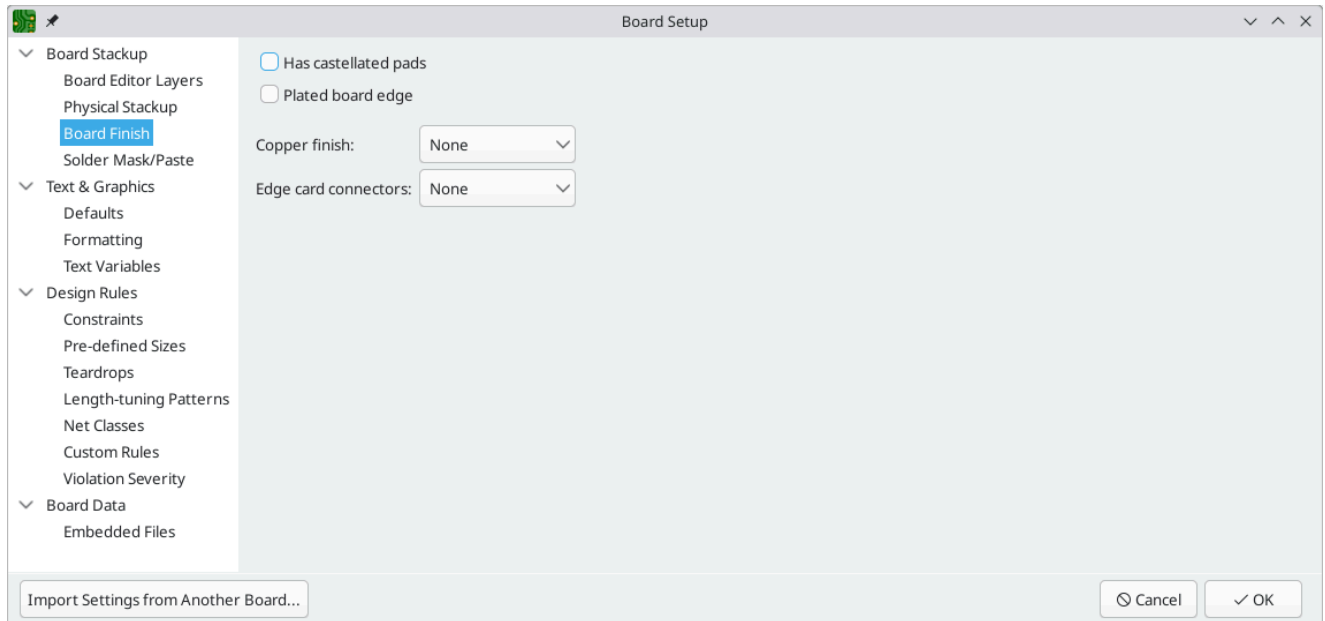 Board Setup
Board Stackup
Board Editor Layers
Physical Stackup
Board Finish
Solder Mask/Paste
Text & Graphics
Defaults
Formatting
Text Variables
Design Rules
Constraints
Pre-defined Sizes
Teardrops
Length-tuning Patterns
Net Classes
Custom Rules
Violation Severity
Board Data
Embedded Files
Has castellated pads
Plated board edge
Copper finish: None
Edge card connectors: None
Import Settings from Another Board...
Cancel
OK